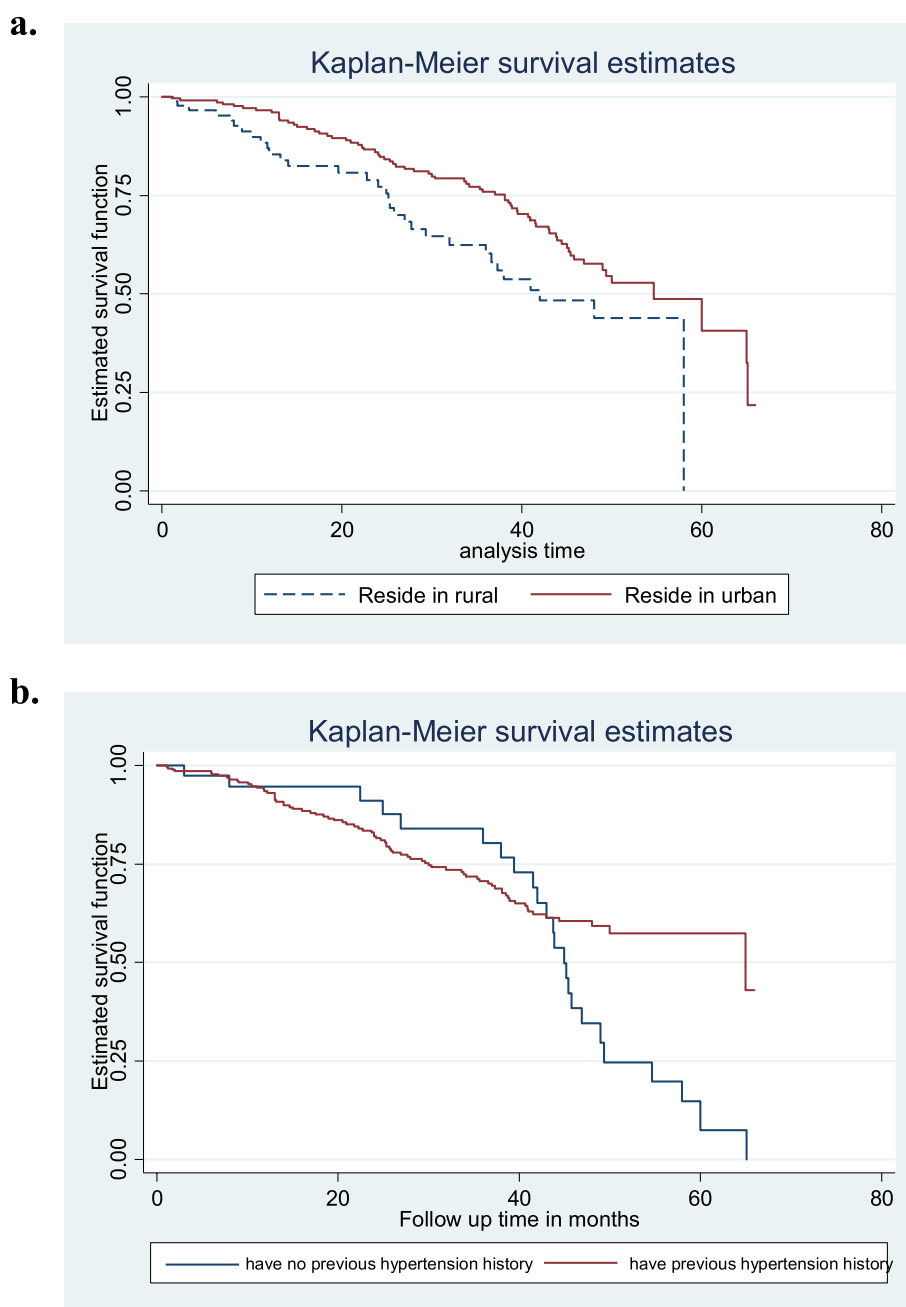 a.
Kaplan-Meier survival estimates
Estimated survival function
1.00
0.75
0.50
0.25
0.00
0 20 40 60 80
analysis time
Reside in rural Reside in urban
b.
Kaplan-Meier survival estimates
Estimated survival function
1.00
0.75
0.50
0.25
0.00
0 20 40 60 80
Follow up time in months
have no previous hypertension history have previous hypertension history